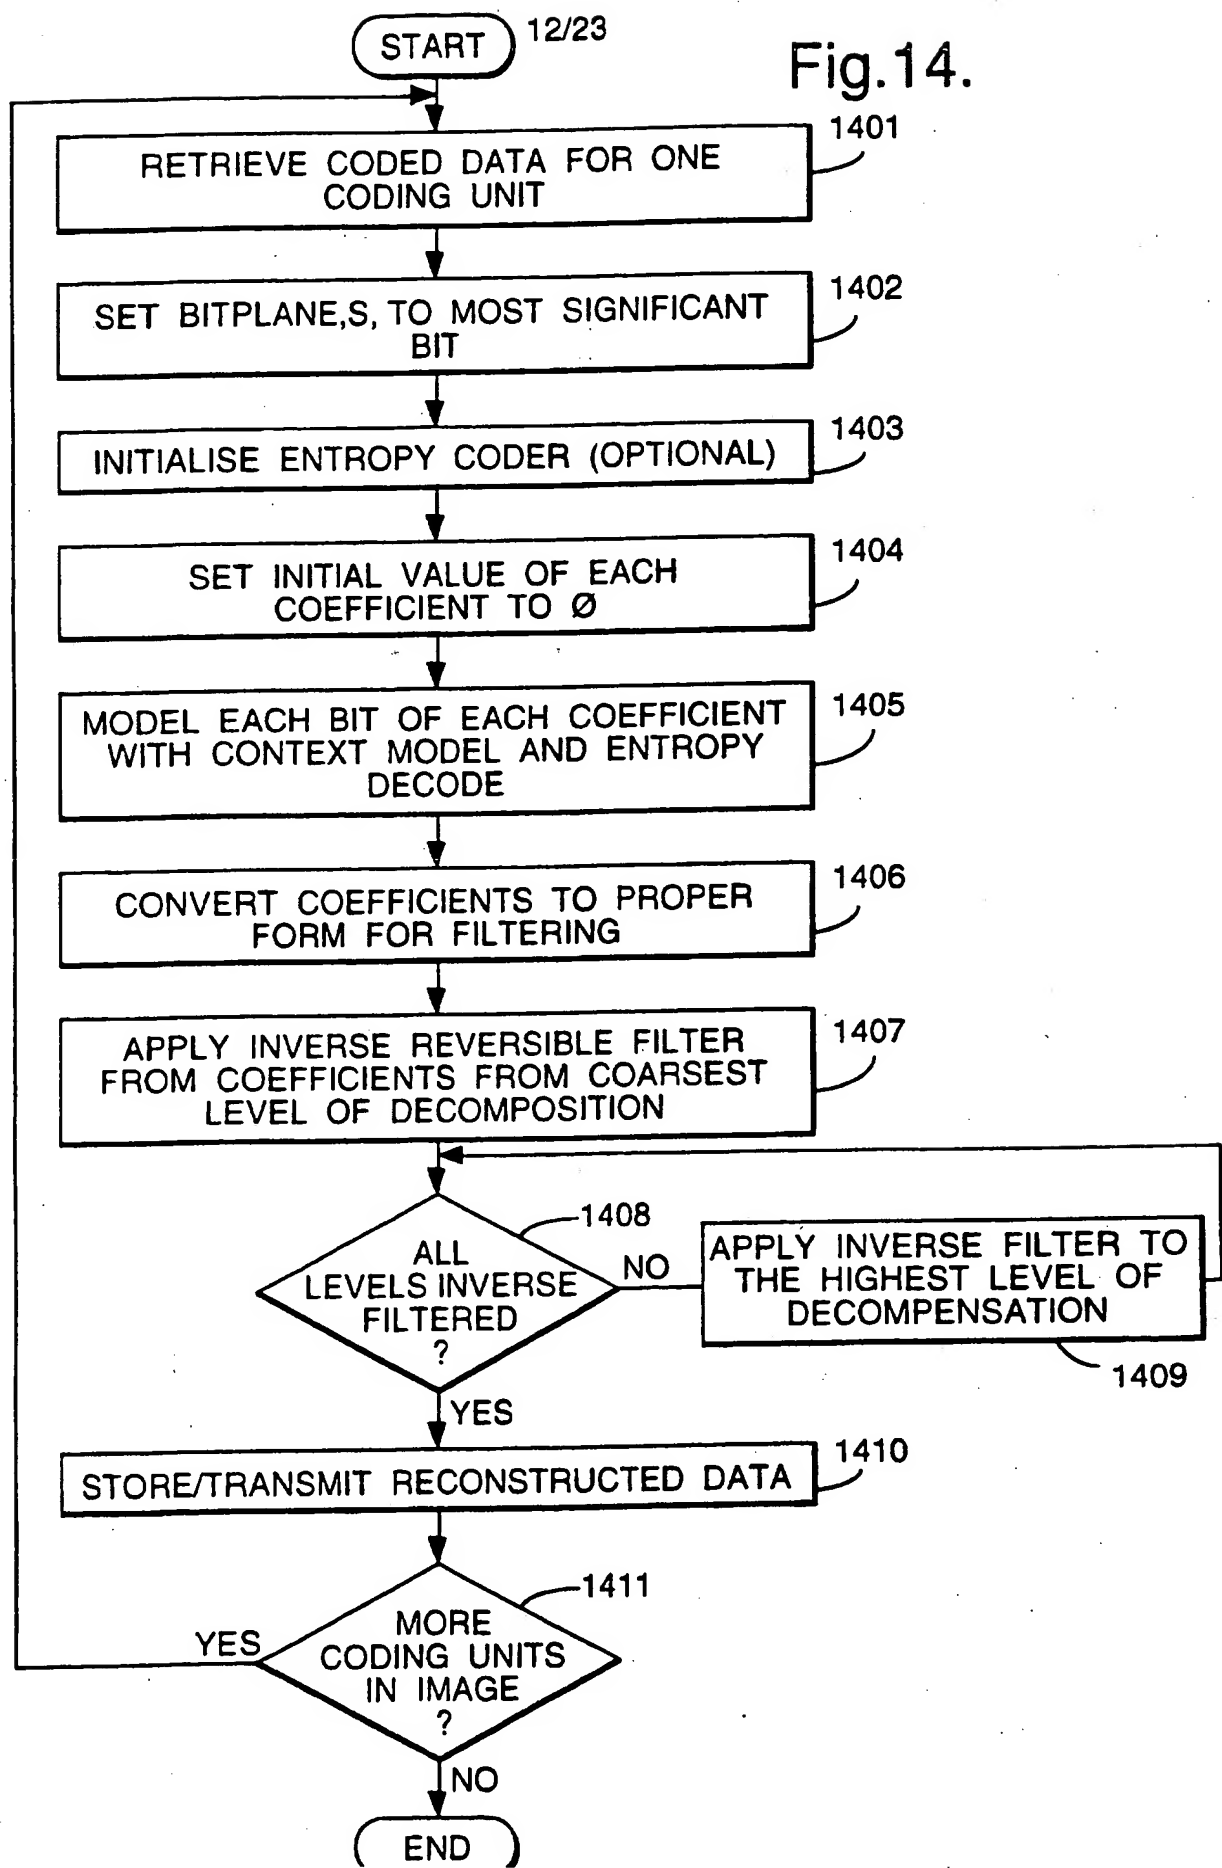 START
12/23
Fig.14.
1401
RETRIEVE CODED DATA FOR ONE
CODING UNIT
1402
SET BITPLANE,S, TO MOST SIGNIFICANT
BIT
1403
INITIALISE ENTROPY CODER (OPTIONAL)
1404
SET INITIAL VALUE OF EACH
COEFFICIENT TO Ø
1405
MODEL EACH BIT OF EACH COEFFICIENT
WITH CONTEXT MODEL AND ENTROPY
DECODE
1406
CONVERT COEFFICIENTS TO PROPER
FORM FOR FILTERING
1407
APPLY INVERSE REVERSIBLE FILTER
FROM COEFFICIENTS FROM COARSEST
LEVEL OF DECOMPOSITION
1408
ALL
LEVELS INVERSE
FILTERED
?
NO
APPLY INVERSE FILTER TO
THE HIGHEST LEVEL OF
DECOMPENSATION
1409
YES
1410
STORE/TRANSMIT RECONSTRUCTED DATA
1411
MORE
CODING UNITS
IN IMAGE
?
YES
NO
END